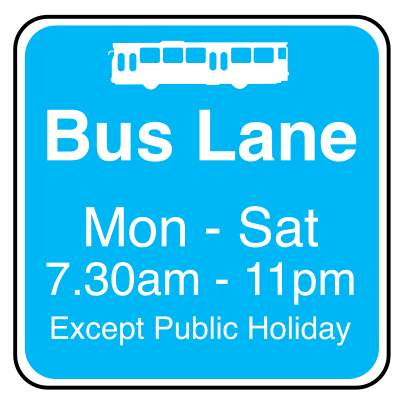 Bus Lane
Mon - Sat
7.30am - 11pm
Except Public Holiday